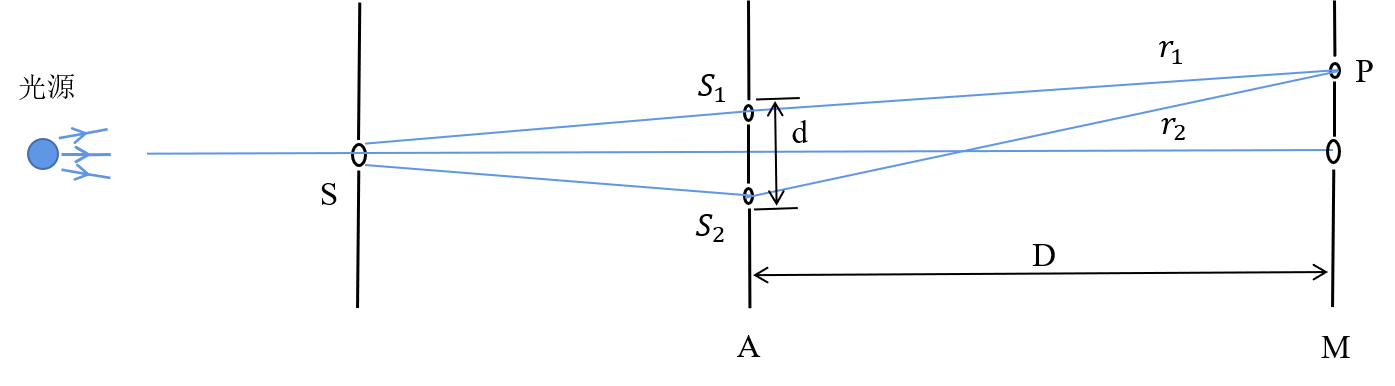 光源
S
S₁
d
S₂
r₁
r₂
P
D
A
M